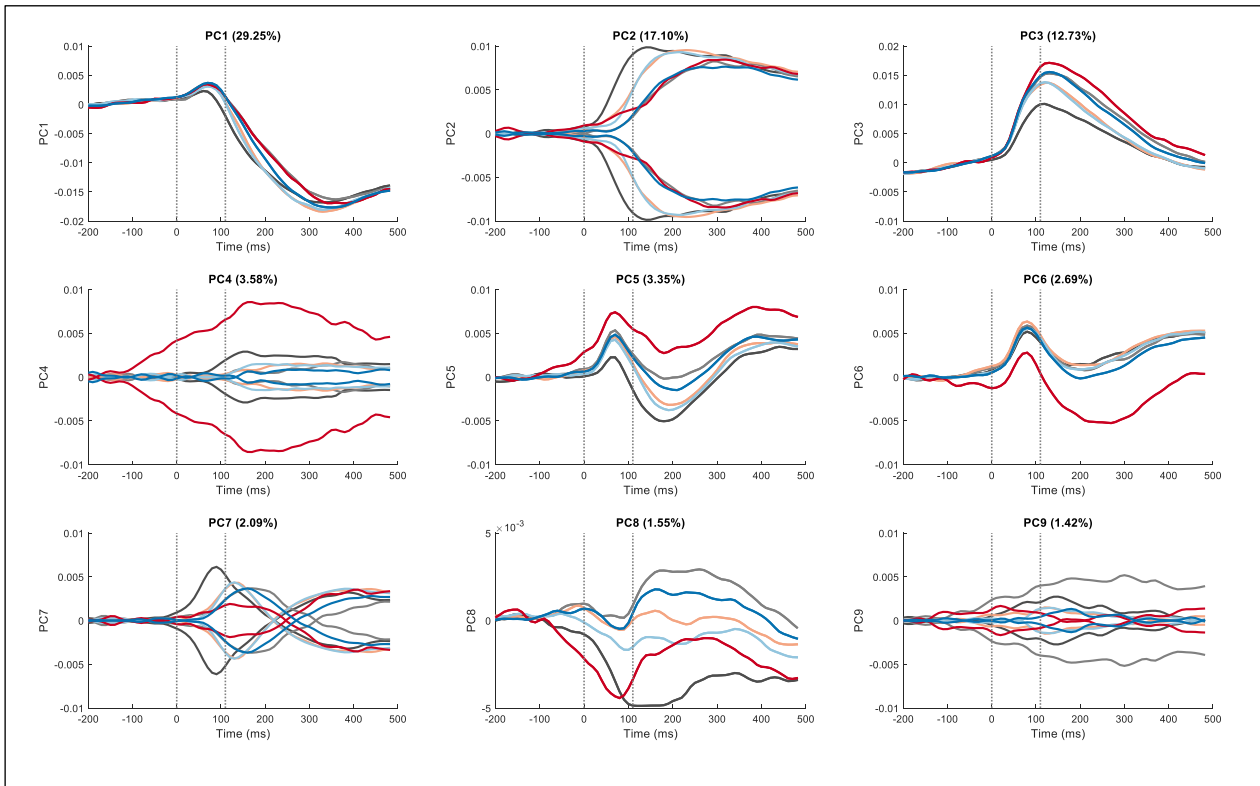 PC1 (29.25%)
0.01
0.005
0
-0.005
-0.01
-0.015
-0.02
PC1
-200 -100 0 100 200 300 400 500
Time (ms)
PC2 (17.10%)
0.01
0.005
0
-0.005
-0.01
PC2
-200 -100 0 100 200 300 400 500
Time (ms)
PC3 (12.73%)
0.02
0.015
0.01
0.005
0
-0.005
-0.01
PC3
-200 -100 0 100 200 300 400 500
Time (ms)
PC4 (3.58%)
0.01
0.005
0
-0.005
-0.01
PC4
-200 -100 0 100 200 300 400 500
Time (ms)
PC5 (3.35%)
0.01
0.005
0
-0.005
-0.01
PC5
-200 -100 0 100 200 300 400 500
Time (ms)
PC6 (2.69%)
0.01
0.005
0
-0.005
-0.01
PC6
-200 -100 0 100 200 300 400 500
Time (ms)
PC7 (2.09%)
0.01
0.005
0
-0.005
-0.01
PC7
-200 -100 0 100 200 300 400 500
Time (ms)
PC8 (1.55%)
×10⁻³
5
0
-5
PC8
-200 -100 0 100 200 300 400 500
Time (ms)
PC9 (1.42%)
0.01
0.005
0
-0.005
-0.01
PC9
-200 -100 0 100 200 300 400 500
Time (ms)